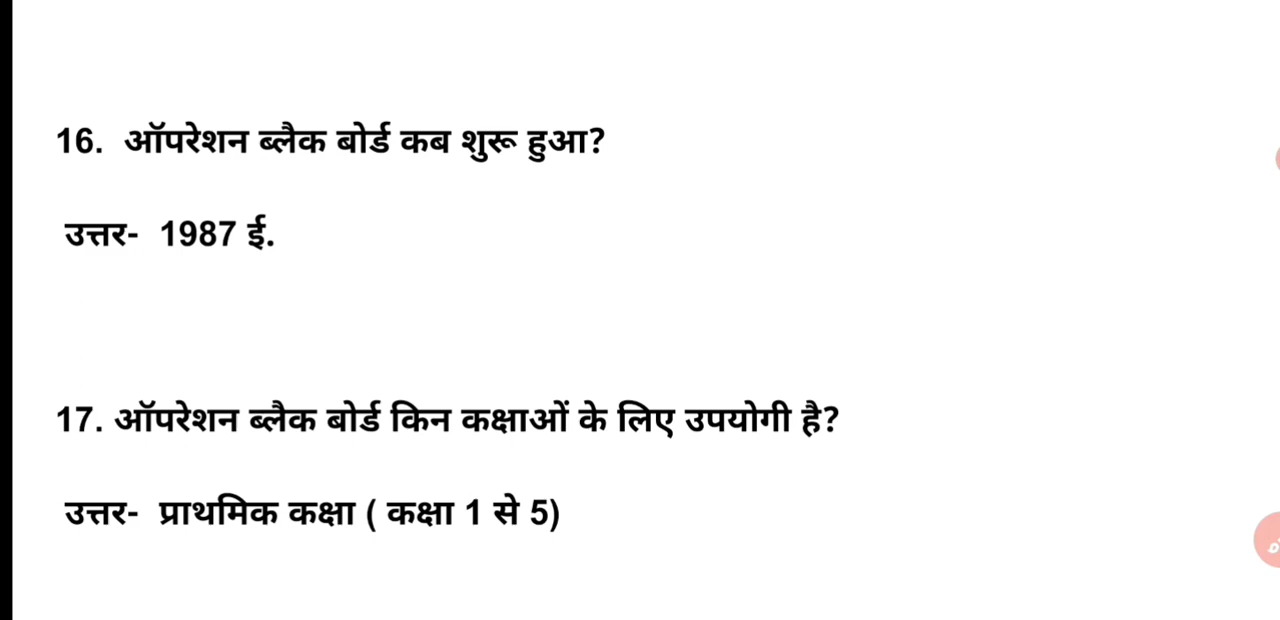 16. ऑपरेशन ब्लैक बोर्ड कब शुरू हुआ?
उत्तर- 1987 ई.
17. ऑपरेशन ब्लैक बोर्ड किन कक्षाओं के लिए उपयोगी है?
उत्तर- प्राथमिक कक्षा ( कक्षा 1 से 5)